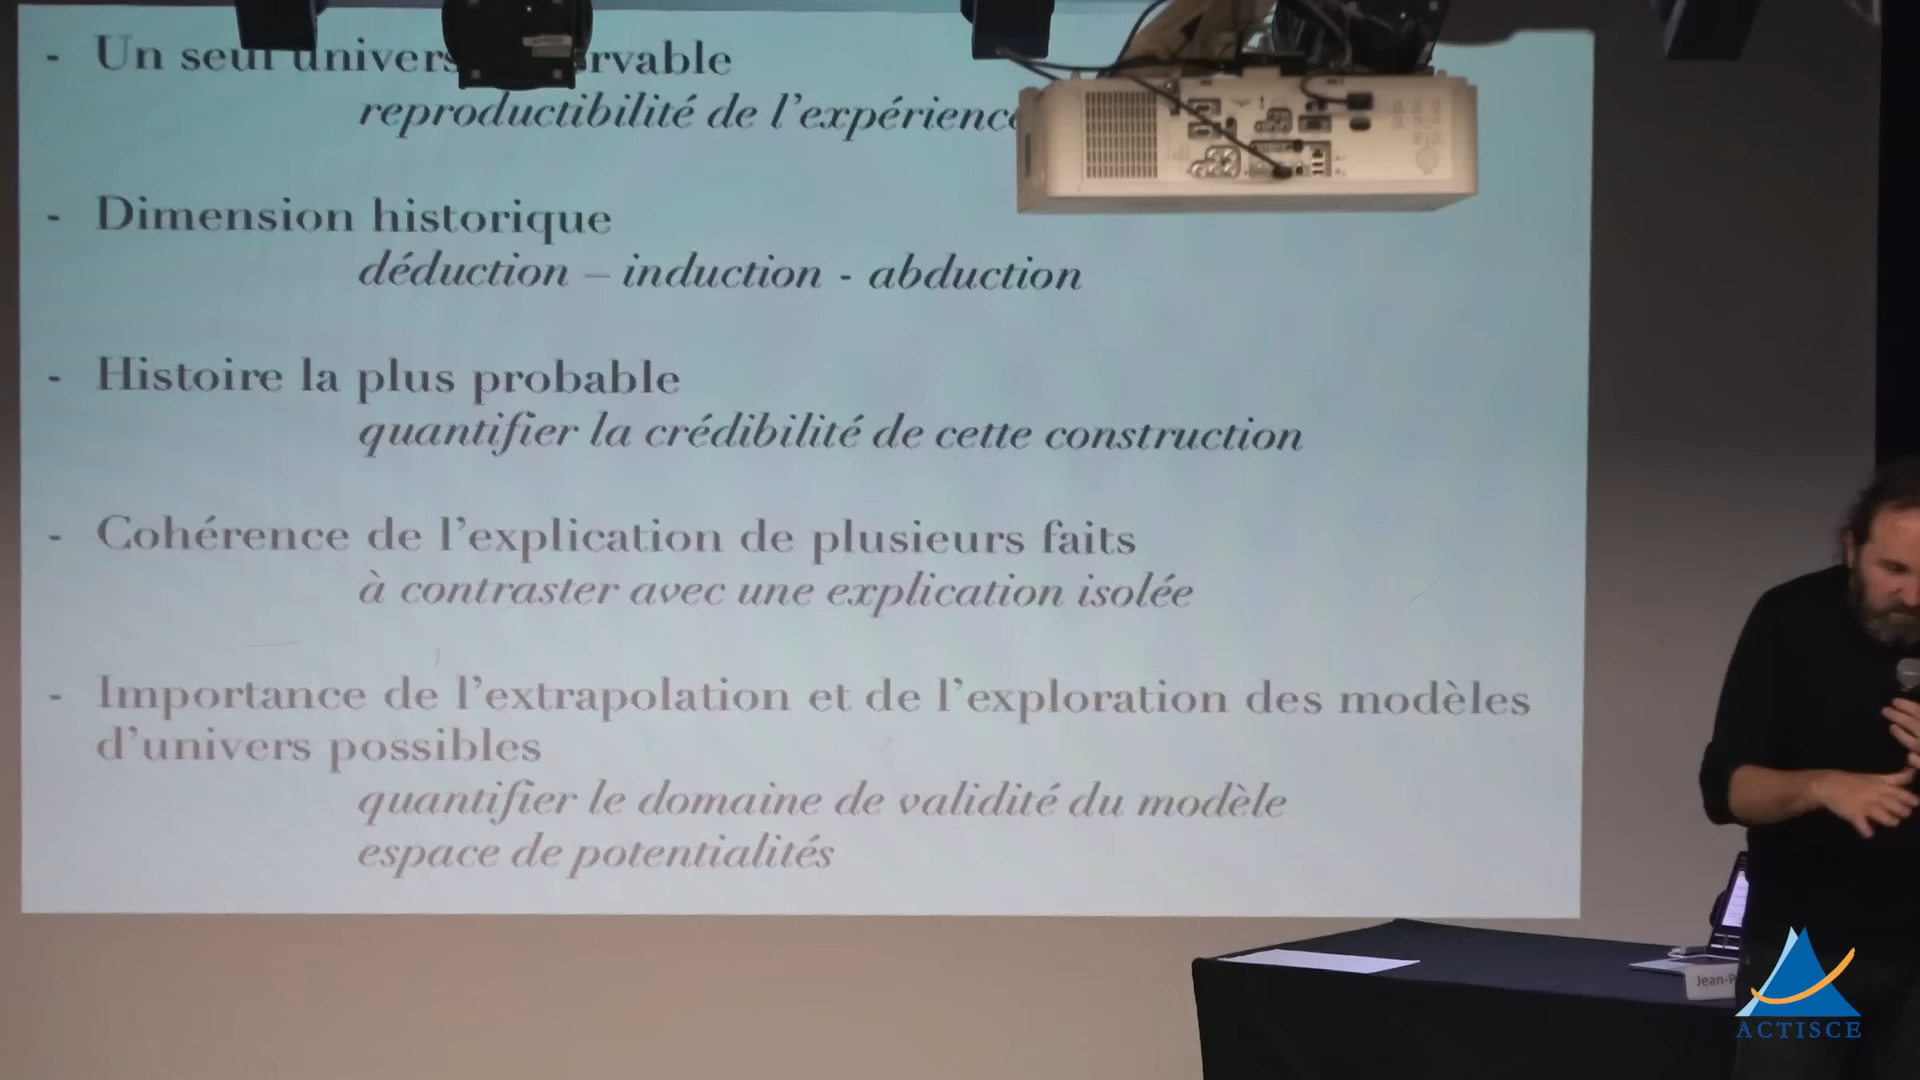 - Un seul univers
reproductibilité de l'expérience
- Dimension historique
déduction – induction - abduction
- Histoire la plus probable
quantifier la crédibilité de cette construction
- Cohérence de l'explication de plusieurs faits
à contraster avec une explication isolée
- Importance de l'extrapolation et de l'exploration des modèles
d'univers possibles
quantifier le domaine de validité du modèle
espace de potentialités
Jean-P
ACTISCE